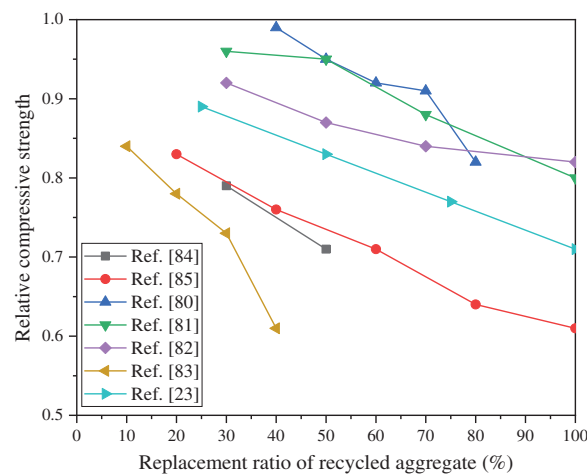 1.0
0.9
0.8
0.7
0.6
0.5
Relative compressive strength
Ref. [84]
Ref. [85]
Ref. [80]
Ref. [81]
Ref. [82]
Ref. [83]
Ref. [23]
0 10 20 30 40 50 60 70 80 90 100
Replacement ratio of recycled aggregate (%)